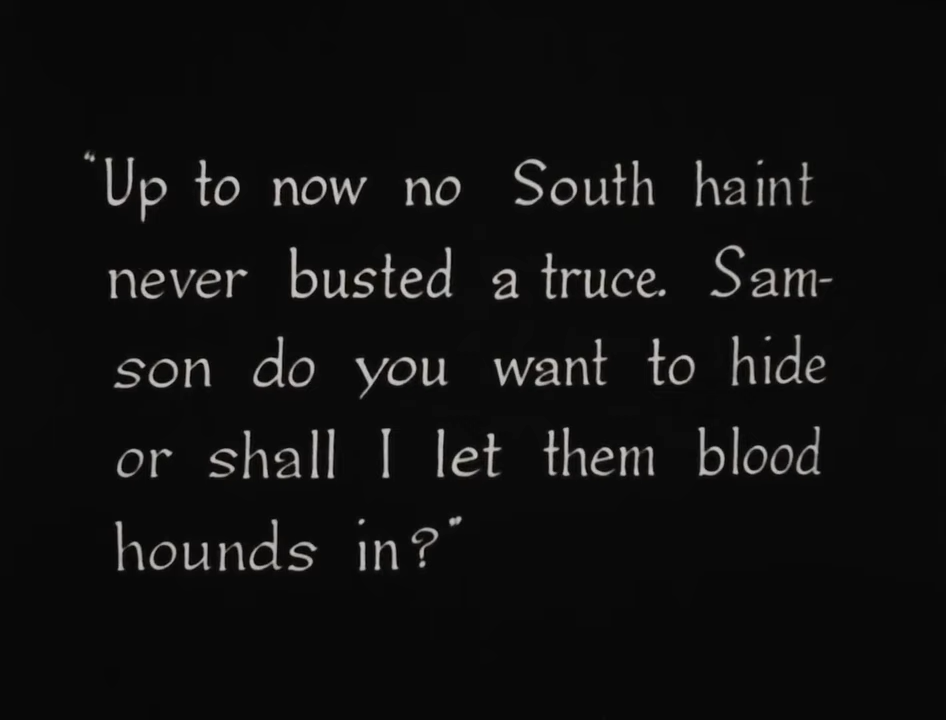 "Up to now no South haint
never busted a truce. Sam-
son do you want to hide
or shall I let them blood
hounds in?"